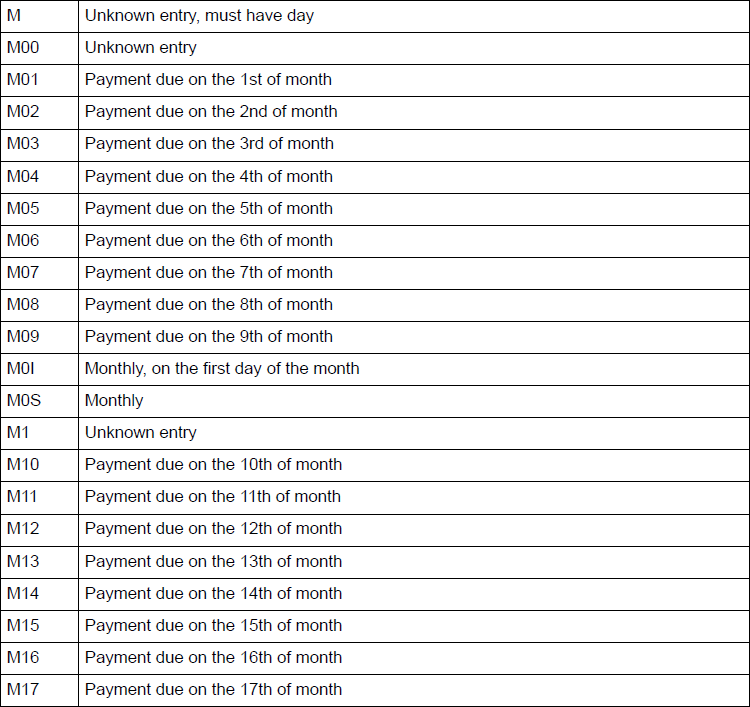 M Unknown entry, must have day
M00 Unknown entry
M01 Payment due on the 1st of month
M02 Payment due on the 2nd of month
M03 Payment due on the 3rd of month
M04 Payment due on the 4th of month
M05 Payment due on the 5th of month
M06 Payment due on the 6th of month
M07 Payment due on the 7th of month
M08 Payment due on the 8th of month
M09 Payment due on the 9th of month
M0I Monthly, on the first day of the month
M0S Monthly
M1 Unknown entry
M10 Payment due on the 10th of month
M11 Payment due on the 11th of month
M12 Payment due on the 12th of month
M13 Payment due on the 13th of month
M14 Payment due on the 14th of month
M15 Payment due on the 15th of month
M16 Payment due on the 16th of month
M17 Payment due on the 17th of month